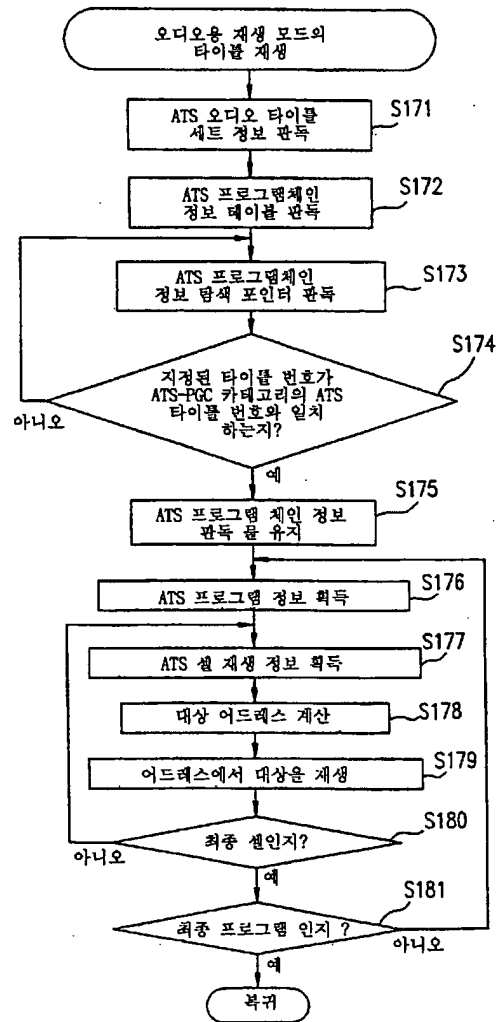 오디오용 재생 모드의
타이틀 재생
ATS 오디오 타이틀
세트 정보 판독
S171
ATS 프로그램체인
정보 테이블 판독
S172
ATS 프로그램체인
정보 탐색 포인터 판독
S173
지정된 타이틀 번호가
ATS-PGC 카테고리의 ATS
타이틀 번호와 일치
하는지?
S174
아니오
예
ATS 프로그램 체인 정보
판독 및 유지
S175
ATS 프로그램 정보 획득
S176
ATS 셀 재생 정보 획득
S177
대상 어드레스 계산
S178
어드레스에서 대상을 재생
S179
최종 셀인지?
S180
아니오
예
최종 프로그램 인지 ?
S181
아니오
예
복귀